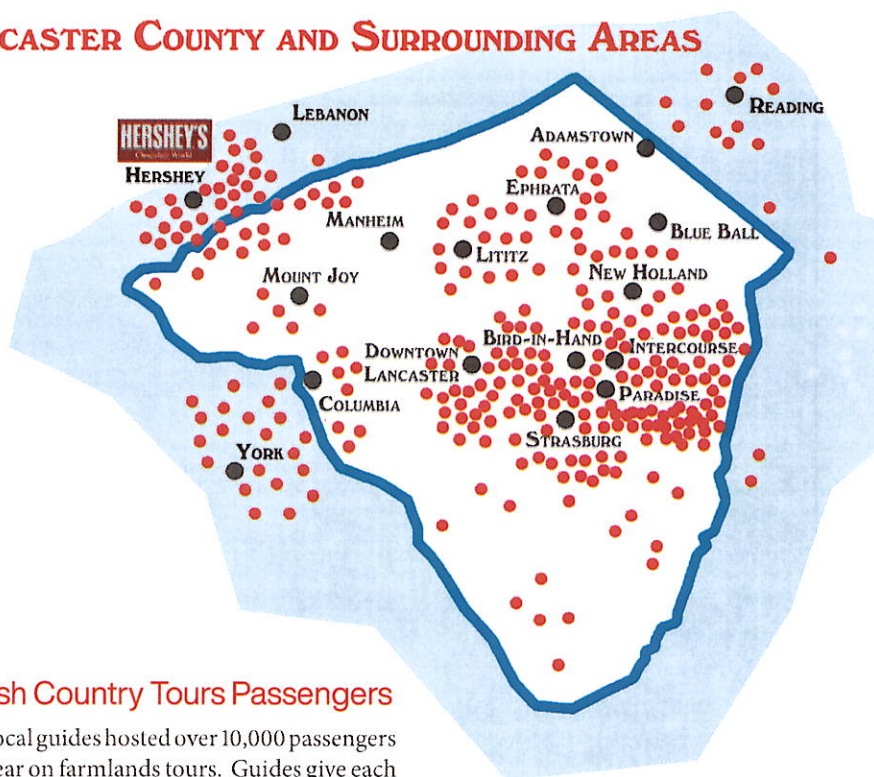 CASTER COUNTY AND SURROUNDING AREAS
LEBANON
READING
HERSHEY'S
Chocolate World
ADAMSTOWN
HERSHEY
EPHRATA
MANHEIM
BLUE BALL
LITITZ
MOUNT JOY
NEW HOLLAND
BIRD-IN-HAND
INTERCOURSE
DOWNTOWN
LANCASTER
PARADISE
COLUMBIA
STRASBURG
YORK
sh Country Tours Passengers
ocal guides hosted over 10,000 passengers
ear on farmlands tours. Guides give each